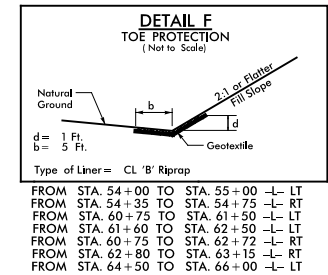 DETAIL F
TOE PROTECTION
( Not to Scale)
Natural
Ground
b
2:1 or Flatter
Fill Slope
d
d= 1 Ft.
b= 5 Ft.
Geotextile
Type of Liner= CL 'B' Riprap
FROM STA. 54+00 TO STA. 55+00 -L- LT
FROM STA. 54+35 TO STA. 54+75 -L- RT
FROM STA. 60+75 TO STA. 61+50 -L- LT
FROM STA. 61+60 TO STA. 62+50 -L- LT
FROM STA. 60+75 TO STA. 62+72 -L- RT
FROM STA. 62+80 TO STA. 63+15 -L- RT
FROM STA. 64+50 TO STA. 66+00 -L- LT